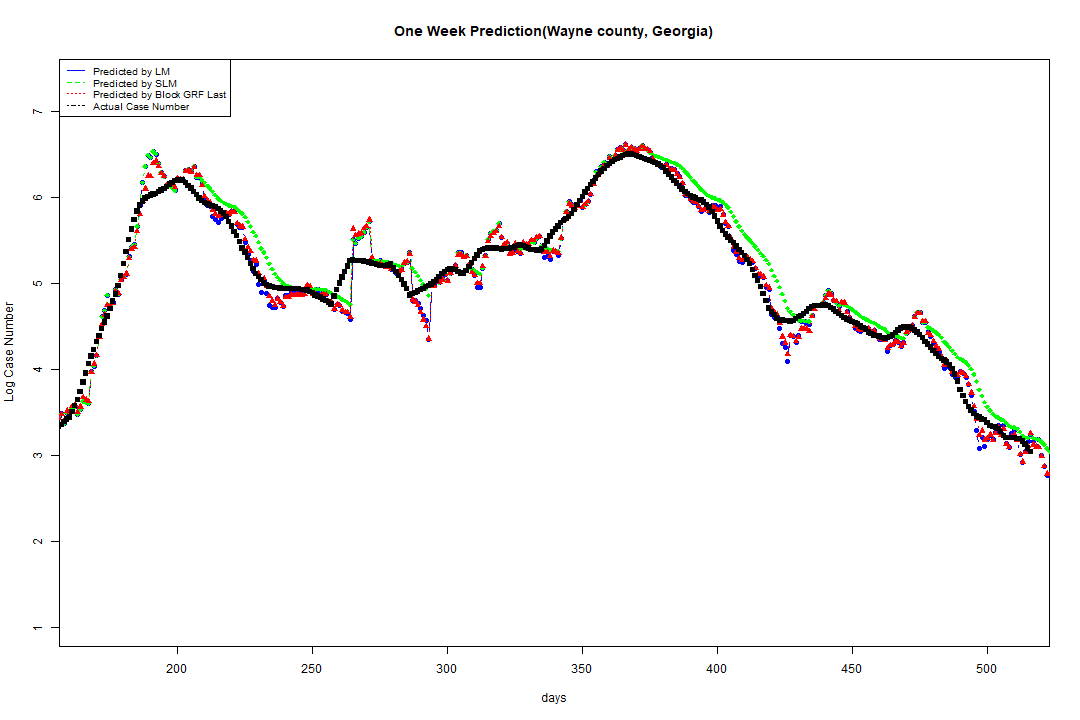 One Week Prediction(Wayne county, Georgia)
Predicted by LM
Predicted by SLM
Predicted by Block GRF Last
Actual Case Number
7
6
5
4
3
2
1
Log Case Number
200 250 300 350 400 450 500
days